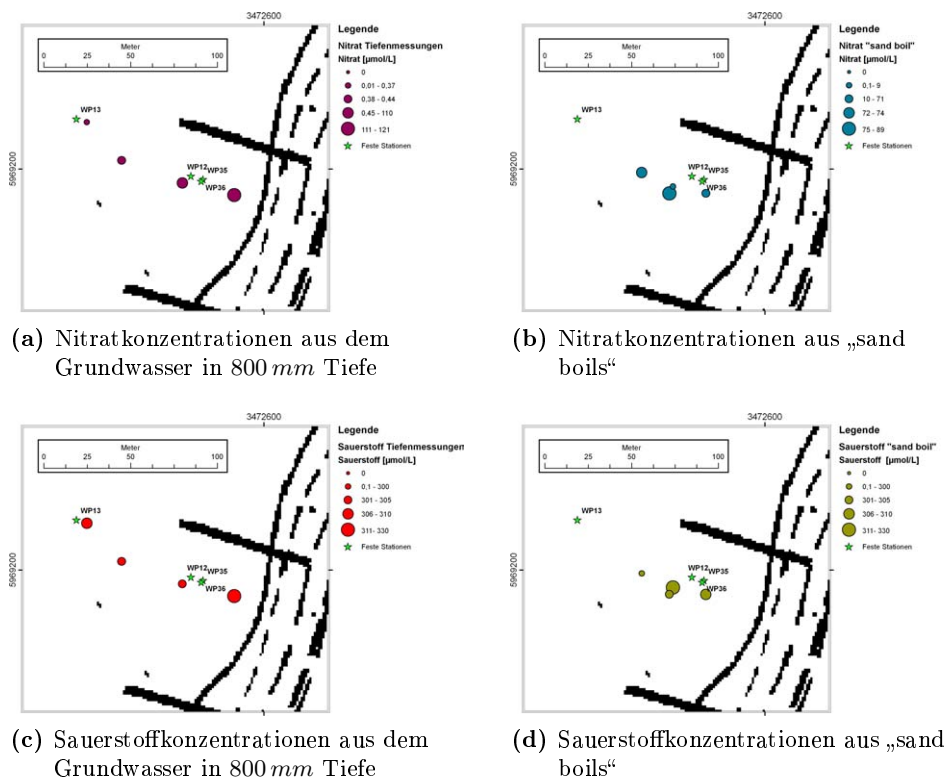 3472600
Legende
Nitrat Tiefenmessungen
Nitrat [µmol/L]
0
0,01 - 0,37
0,38 - 0,44
0,45 - 110
111 - 121
Feste Stationen
Meter
0 25 50 100
WP13
WP12 WP35
WP36
5969200
(a) Nitratkonzentrationen aus dem
Grundwasser in 800 mm Tiefe
3472600
Legende
Nitrat "sand boil"
Nitrat [µmol/L]
0
0,1- 9
10 - 71
72 - 74
75 - 89
Feste Stationen
Meter
0 25 50 100
WP13
WP12 WP35
WP36
5969200
(b) Nitratkonzentrationen aus „sand
boils“
3472600
Legende
Sauerstoff Tiefenmessungen
Sauerstoff [µmol/L]
0
0,1 - 300
301 - 305
306 - 310
311 - 330
Feste Stationen
Meter
0 25 50 100
WP13
WP12 WP35
WP36
5969200
(c) Sauerstoffkonzentrationen aus dem
Grundwasser in 800 mm Tiefe
3472600
Legende
Sauerstoff "sand boil"
Sauerstoff [µmol/L]
0
0,1 - 300
301- 305
306 - 310
311- 330
Feste Stationen
Meter
0 25 50 100
WP13
WP12 WP35
WP36
5969200
(d) Sauerstoffkonzentrationen aus „sand
boils“